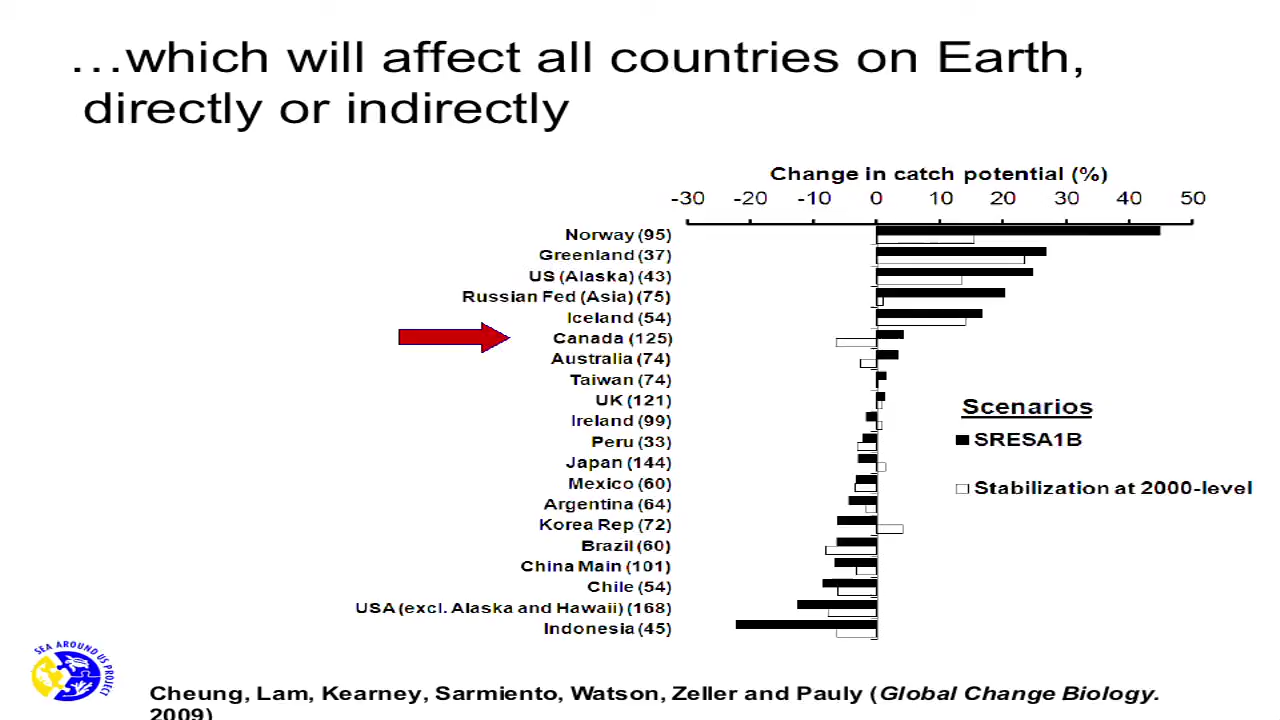 …which will affect all countries on Earth,
directly or indirectly
Change in catch potential (%)
-30 -20 -10 0 10 20 30 40 50
Norway (95)
Greenland (37)
US (Alaska) (43)
Russian Fed (Asia) (75)
Iceland (54)
Canada (125)
Australia (74)
Taiwan (74)
UK (121)
Ireland (99)
Peru (33)
Japan (144)
Mexico (60)
Argentina (64)
Korea Rep (72)
Brazil (60)
China Main (101)
Chile (54)
USA (excl. Alaska and Hawaii) (168)
Indonesia (45)
Scenarios
SRESA1B
Stabilization at 2000-level
SEA AROUND US PROJECT
Cheung, Lam, Kearney, Sarmiento, Watson, Zeller and Pauly (Global Change Biology.
2009)